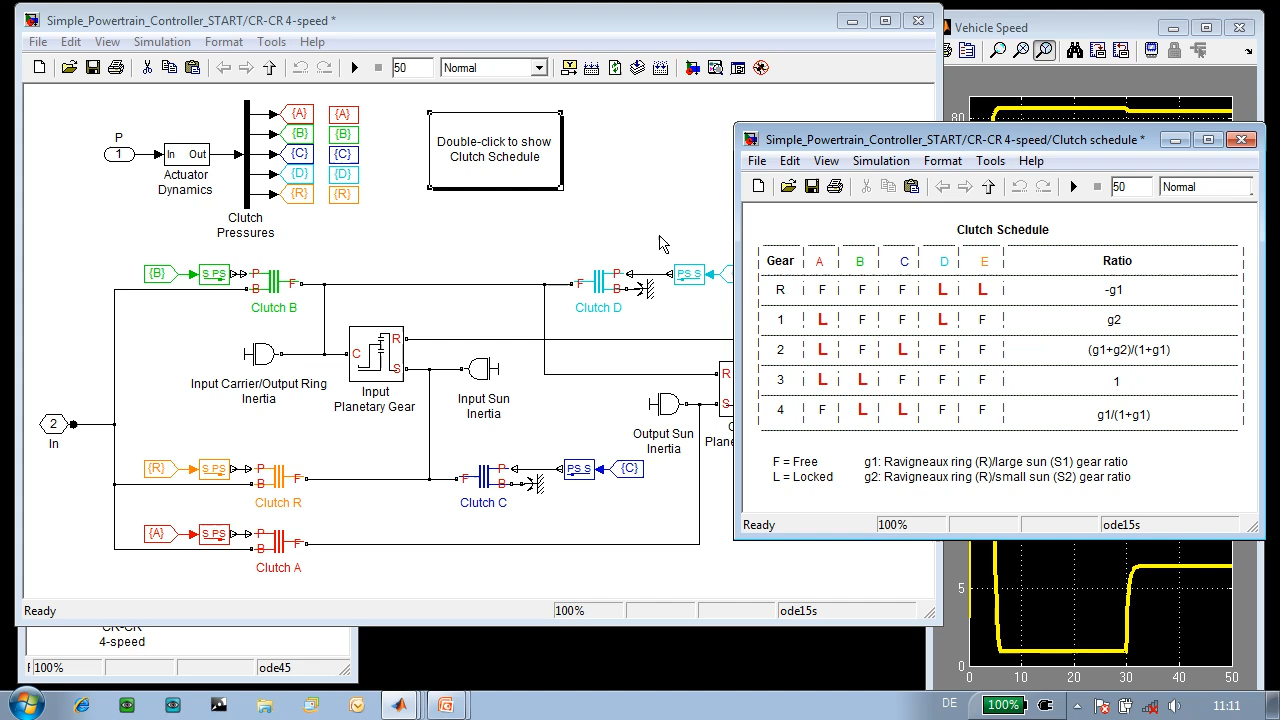 Simple_Powertrain_Controller_START/CR-CR 4-speed *
File Edit View Simulation Format Tools Help
50 Normal
P
1
In Out
Actuator
Dynamics
{A} {A}
{B} {B}
{C} {C}
{D} {D}
{R} {R}
Clutch
Pressures
Double-click to show
Clutch Schedule
{B} S PS P
B F
Clutch B
F P PS S
B
Clutch D
C R
S
Input Carrier/Output Ring
Inertia
Input
Planetary Gear
Input Sun
Inertia
R
S
Output Sun
Inertia
2
In
{R} S PS P
B F
Clutch R
F P PS S {C}
B
Clutch C
{A} S PS P
B F
Clutch A
Ready 100% ode15s
CR-CR
4-speed
100% ode45
Vehicle Speed
80
5
0
0 10 20 30 40 50
Simple_Powertrain_Controller_START/CR-CR 4-speed/Clutch schedule *
File Edit View Simulation Format Tools Help
50 Normal
Clutch Schedule
Gear A B C D E Ratio
R F F F L L -g1
1 L F F L F g2
2 L F L F F (g1+g2)/(1+g1)
3 L L F F F 1
4 F L L F F g1/(1+g1)
F = Free g1: Ravigneaux ring (R)/large sun (S1) gear ratio
L = Locked g2: Ravigneaux ring (R)/small sun (S2) gear ratio
Ready 100% ode15s
DE 100% 11:11